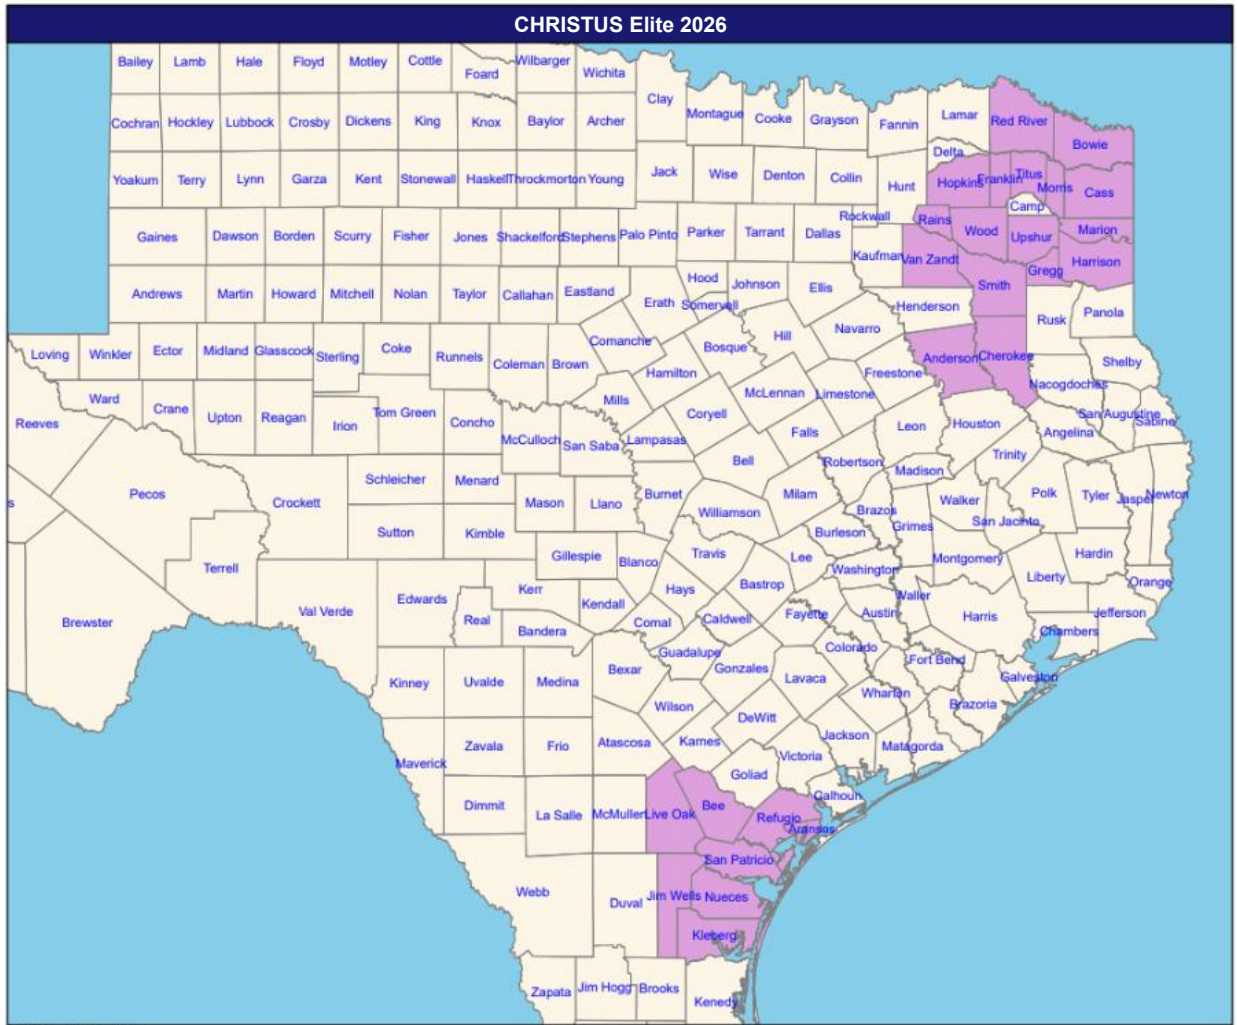 CHRISTUS Elite 2026
Bailey Lamb Hale Floyd Motley Cottle Foard Wilbarger Wichita Clay
Cochran Hockley Lubbock Crosby Dickens King Knox Baylor Archer Montague Cooke Grayson Fannin Lamar Red River Bowie
Delta
Yoakum Terry Lynn Garza Kent Stonewall Haskell Throckmorton Young Jack Wise Denton Collin Hunt Hopkins Franklin Titus Morris Cass
Camp
Rockwall Rains
Gaines Dawson Borden Scurry Fisher Jones Shackelford Stephens Palo Pinto Parker Tarrant Dallas Wood Upshur Marion
Kaufman Van Zandt Gregg Harrison
Andrews Martin Howard Mitchell Nolan Taylor Callahan Eastland Erath Hood Somervell Johnson Ellis Henderson Smith
Rusk Panola
Loving Winkler Ector Midland Glasscock Sterling Coke Runnels Coleman Brown Comanche Bosque Hill Navarro Anderson Cherokee Shelby
Hamilton Freestone Nacogdoches
Reeves Ward Crane Upton Reagan Irion Tom Green Concho Mills McLennan Limestone
McCulloch San Saba Lampasas Coryell Falls Leon Houston Angelina San Augustine Sabine
Bell Robertson Madison Trinity
Pecos Crockett Schleicher Menard Mason Llano Burnet Williamson Milam Brazos Grimes Walker San Jacinto Polk Tyler Jasper Newton
s
Sutton Kimble Burleson
Gillespie Blanco Travis Lee Washington Montgomery Hardin
Terrell Liberty Orange
Val Verde Edwards Real Kerr Kendall Hays Bastrop Waller
Brewster Bandera Comal Caldwell Fayette Austin Harris Jefferson
Chambers
Guadalupe Colorado Fort Bend
Kinney Uvalde Medina Bexar Gonzales Lavaca Galveston
Wilson Wharton Brazoria
DeWitt
Maverick Zavala Frio Atascosa Karnes Victoria Jackson Matagorda
Goliad
Dimmit La Salle McMullen Live Oak Bee Refugio Calhoun
Aransas
San Patricio
Webb Duval Jim Wells Nueces
Kleberg
Zapata Jim Hogg Brooks Kenedy